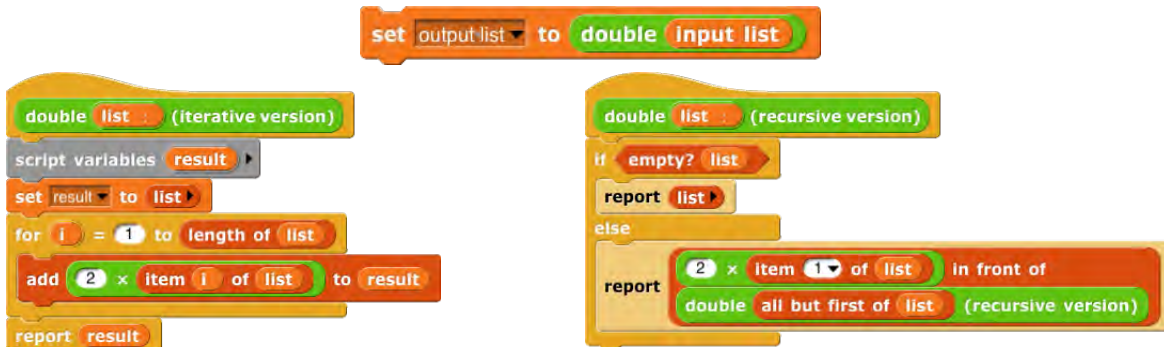 set output list to double input list
double list : (iterative version)
script variables result
set result to list
for i = 1 to length of list
add 2 × item i of list to result
report result
double list : (recursive version)
if empty? list
report list
else
report 2 × item 1 of list in front of
double all but first of list (recursive version)